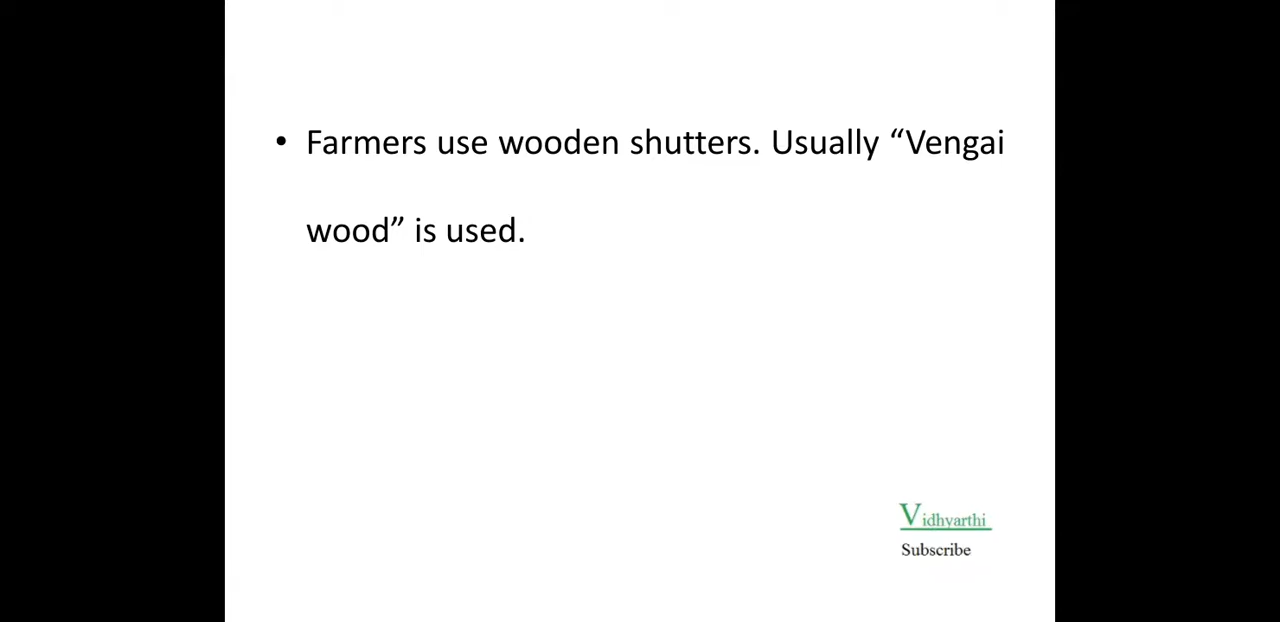 • Farmers use wooden shutters. Usually “Vengai
wood” is used.
Vidhyarthi
Subscribe